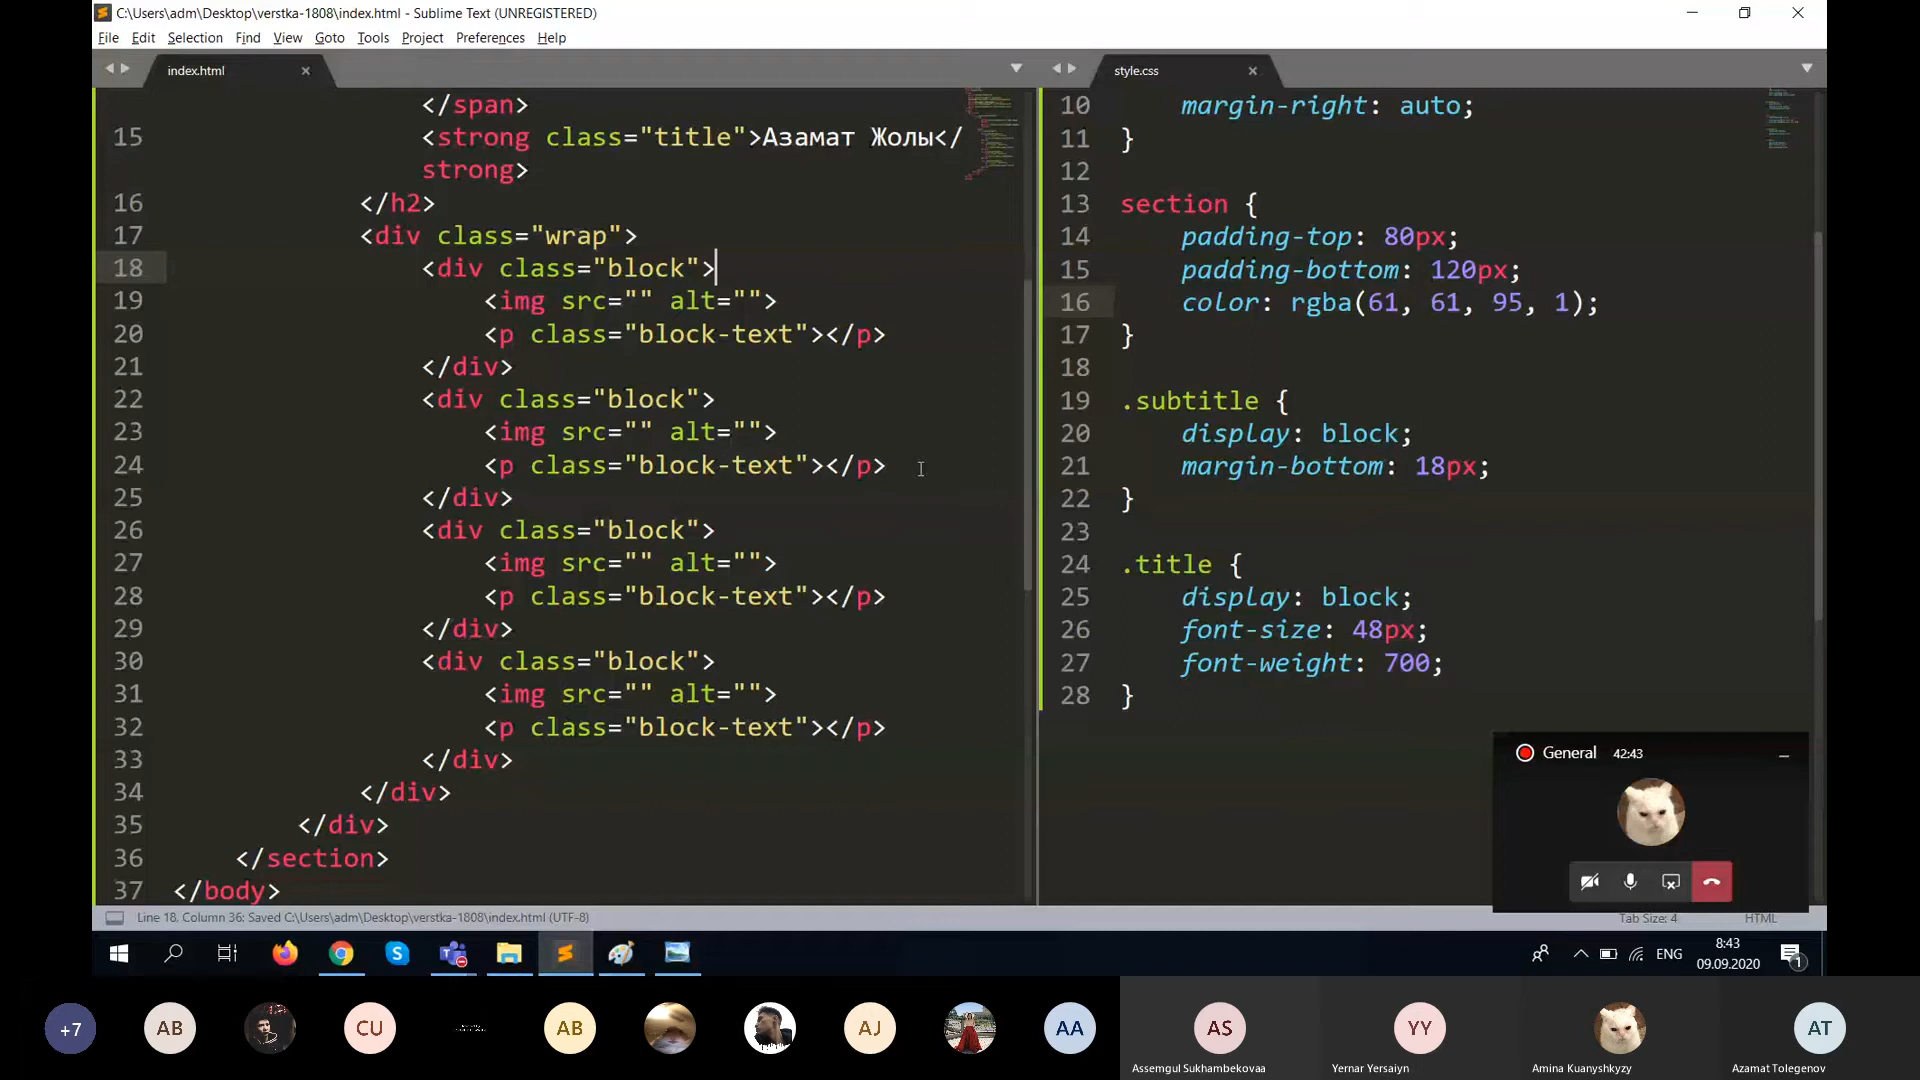 C:\Users\adm\Desktop\verstka-1808\index.html - Sublime Text (UNREGISTERED)
File Edit Selection Find View Goto Tools Project Preferences Help
index.html
</span>
15 <strong class="title">Азамат Жолы</
strong>
16 </h2>
17 <div class="wrap">
18 <div class="block">
19 <img src="" alt="">
20 <p class="block-text"></p>
21 </div>
22 <div class="block">
23 <img src="" alt="">
24 <p class="block-text"></p>
25 </div>
26 <div class="block">
27 <img src="" alt="">
28 <p class="block-text"></p>
29 </div>
30 <div class="block">
31 <img src="" alt="">
32 <p class="block-text"></p>
33 </div>
34 </div>
35 </div>
36 </section>
37 </body>
style.css
10 margin-right: auto;
11 }
12
13 section {
14 padding-top: 80px;
15 padding-bottom: 120px;
16 color: rgba(61, 61, 95, 1);
17 }
18
19 .subtitle {
20 display: block;
21 margin-bottom: 18px;
22 }
23
24 .title {
25 display: block;
26 font-size: 48px;
27 font-weight: 700;
28 }
General 42:43
Line 18, Column 36: Saved C:\Users\adm\Desktop\verstka-1808\index.html (UTF-8)
Tab Size: 4 HTML
ENG
8:43
09.09.2020
1
+7
AB
CU
AB
AJ
AA
AS
YY
AT
Assemgul Sukhambekovaa
Yernar Yersaiyn
Amina Kuanyshkyzy
Azamat Tolegenov